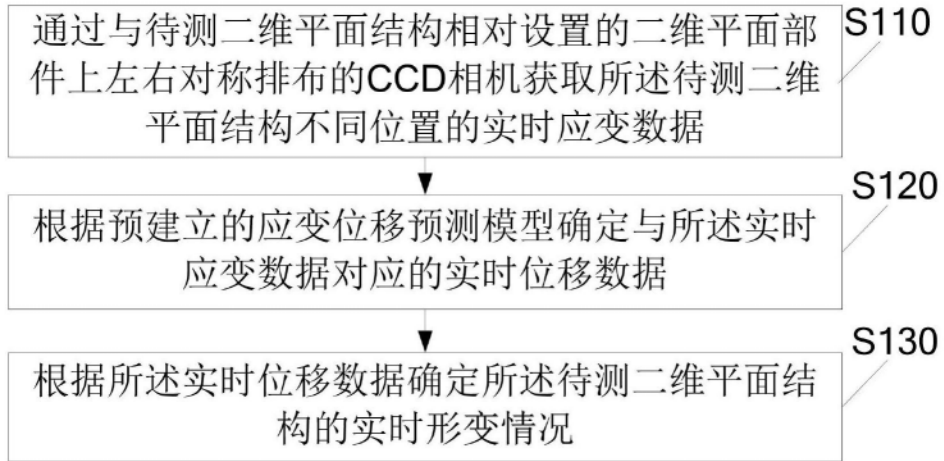 通过与待测二维平面结构相对设置的二维平面部
件上左右对称排布的CCD相机获取所述待测二维
平面结构不同位置的实时应变数据
S110
根据预建立的应变位移预测模型确定与所述实时
应变数据对应的实时位移数据
S120
根据所述实时位移数据确定所述待测二维平面结
构的实时形变情况
S130